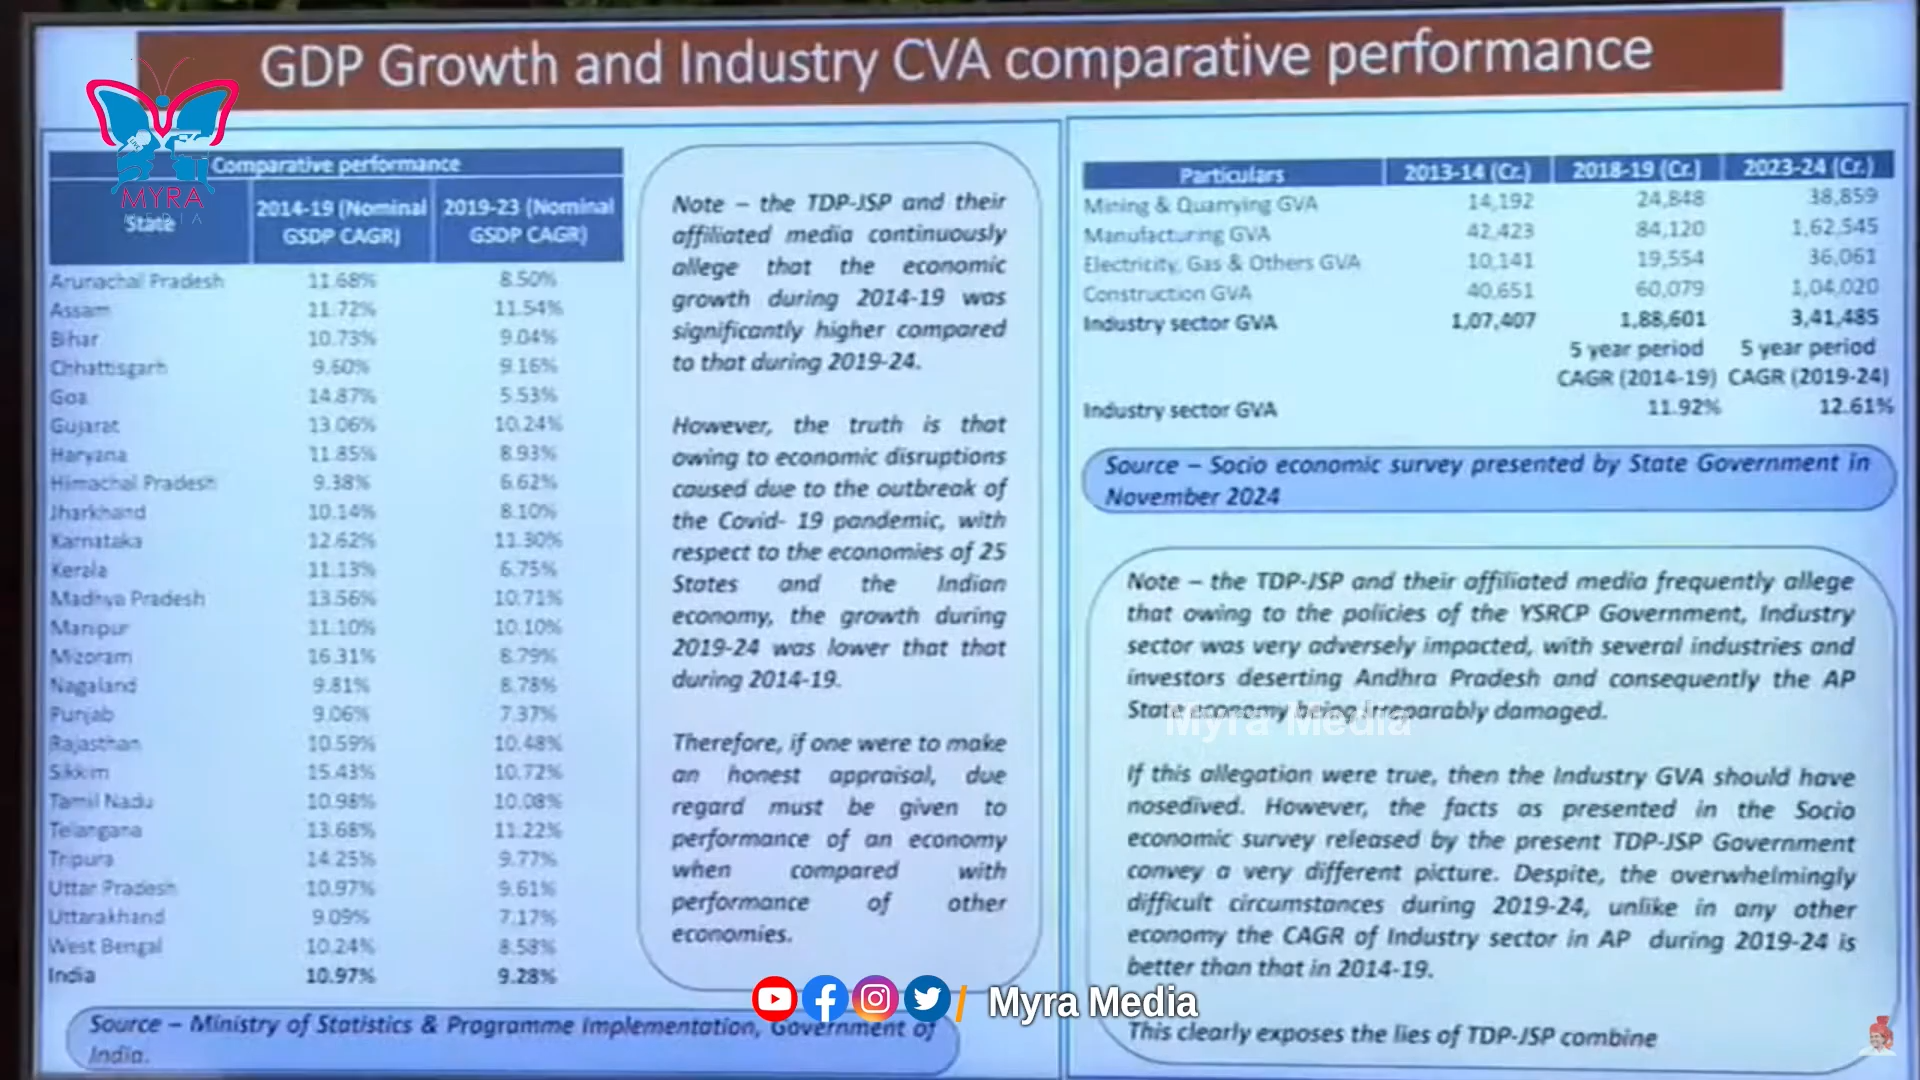 GDP Growth and Industry CVA comparative performance
MYRA
MEDIA
Comparative performance
State
2014-19 (Nominal GSDP CAGR)
2019-23 (Nominal GSDP CAGR)
Arunachal Pradesh 11.68% 8.50%
Assam 11.72% 11.54%
Bihar 10.73% 9.04%
Chhattisgarh 9.60% 9.16%
Goa 14.87% 5.53%
Gujarat 13.06% 10.24%
Haryana 11.85% 8.93%
Himachal Pradesh 9.38% 6.62%
Jharkhand 10.14% 8.10%
Karnataka 12.62% 11.30%
Kerala 11.13% 6.75%
Madhya Pradesh 13.56% 10.71%
Manipur 11.10% 10.10%
Mizoram 16.31% 8.79%
Nagaland 9.81% 8.78%
Punjab 9.06% 7.37%
Rajasthan 10.59% 10.48%
Sikkim 15.43% 10.72%
Tamil Nadu 10.98% 10.08%
Telangana 13.68% 11.22%
Tripura 14.25% 9.77%
Uttar Pradesh 10.97% 9.61%
Uttarakhand 9.09% 7.17%
West Bengal 10.24% 8.58%
India 10.97% 9.28%
Source – Ministry of Statistics & Programme Implementation, Government of
India.
Note – the TDP-JSP and their
affiliated media continuously
allege that the economic
growth during 2014-19 was
significantly higher compared
to that during 2019-24.
However, the truth is that
owing to economic disruptions
caused due to the outbreak of
the Covid- 19 pandemic, with
respect to the economies of 25
States and the Indian
economy, the growth during
2019-24 was lower that that
during 2014-19.
Therefore, if one were to make
an honest appraisal, due
regard must be given to
performance of an economy
when compared with
performance of other
economies.
Particulars 2013-14 (Cr.) 2018-19 (Cr.) 2023-24 (Cr.)
Mining & Quarrying GVA 14,192 24,848 38,859
Manufacturing GVA 42,423 84,120 1,62,545
Electricity, Gas & Others GVA 10,141 19,554 36,061
Construction GVA 40,651 60,079 1,04,020
Industry sector GVA 1,07,407 1,88,601 3,41,485
5 year period 5 year period
CAGR (2014-19) CAGR (2019-24)
Industry sector GVA 11.92% 12.61%
Source – Socio economic survey presented by State Government in
November 2024
Note – the TDP-JSP and their affiliated media frequently allege
that owing to the policies of the YSRCP Government, Industry
sector was very adversely impacted, with several industries and
investors deserting Andhra Pradesh and consequently the AP
State economy being irreparably damaged.
Myra Media
If this allegation were true, then the Industry GVA should have
nosedived. However, the facts as presented in the Socio
economic survey released by the present TDP-JSP Government
convey a very different picture. Despite, the overwhelmingly
difficult circumstances during 2019-24, unlike in any other
economy the CAGR of Industry sector in AP during 2019-24 is
better than that in 2014-19.
This clearly exposes the lies of TDP-JSP combine
/ Myra Media